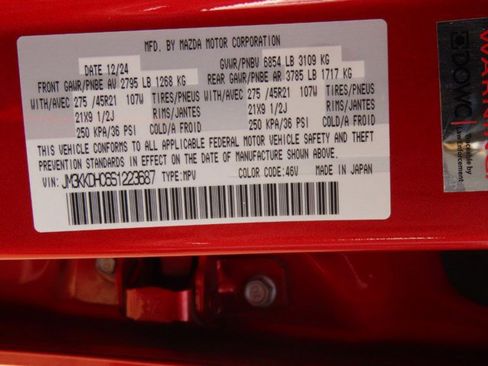 MFD. BY MAZDA MOTOR CORPORATION
DATE 12/24 GVWR/PNBV 6854 LB 3109 KG
FRONT GAWR/PNBE AV 2795 LB 1268 KG REAR GAWR/PNBE AR 3785 LB 1717 KG
WITH/AVEC 275 /45R21 107W TIRES/PNEUS WITH/AVEC 275 /45R21 107W TIRES/PNEUS
21X9 1/2J RIMS/JANTES 21X9 1/2J RIMS/JANTES
250 KPA/36 PSI COLD/A FROID 250 KPA/36 PSI COLD/A FROID
THIS VEHICLE CONFORMS TO ALL APPLICABLE FEDERAL MOTOR VEHICLE SAFETY AND THEFT
PREVENTION STANDARDS IN EFFECT ON THE DATE OF MANUFACTURE SHOWN ABOVE.
VIN: JM3KKDHC6S1223687 TYPE:MPV COLOR CODE:46V MADE IN JAPAN
WARNING